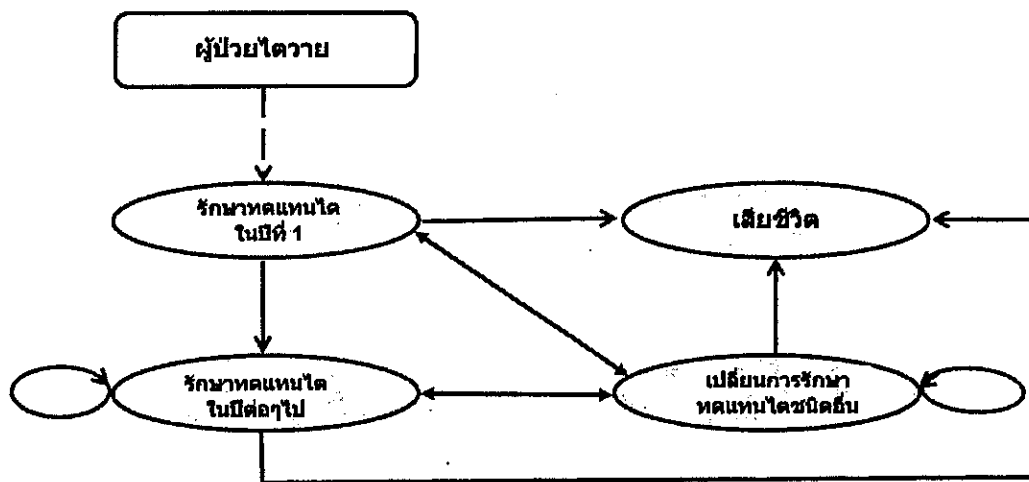 ผู้ป่วยไตวาย
รักษาทดแทนไต
ในปีที่ 1
เสียชีวิต
รักษาทดแทนไต
ในปีต่อๆไป
เปลี่ยนการรักษา
ทดแทนไตชนิดอื่น